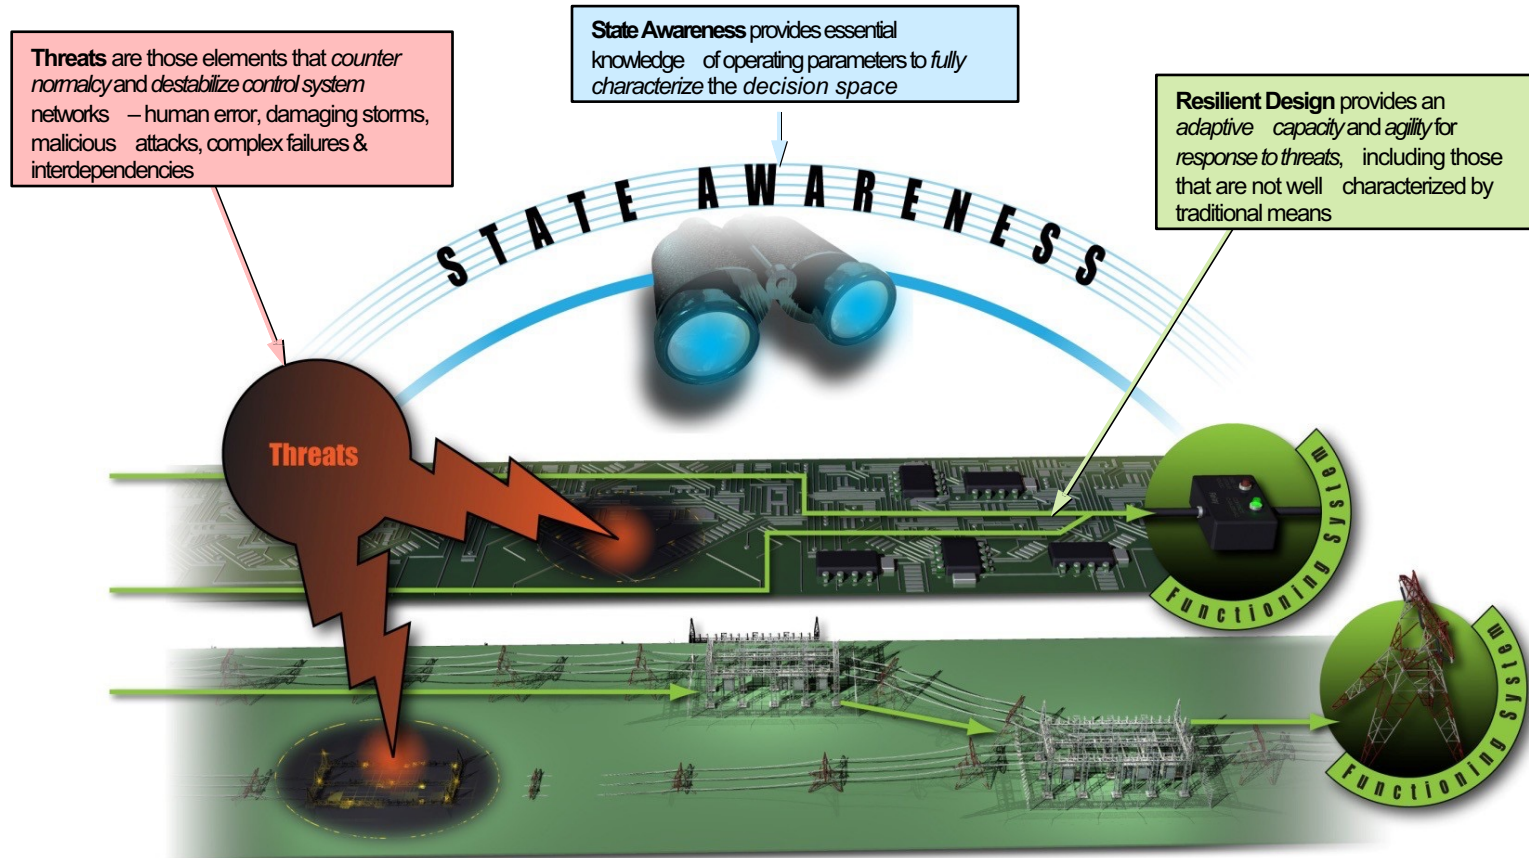 Threats are those elements that counter
normalcy and destabilize control system
networks – human error, damaging storms,
malicious attacks, complex failures &
interdependencies
State Awareness provides essential
knowledge of operating parameters to fully
characterize the decision space
Resilient Design provides an
adaptive capacity and agility for
response to threats, including those
that are not well characterized by
traditional means
STATE AWARENESS
Threats
Functioning System
Functioning System